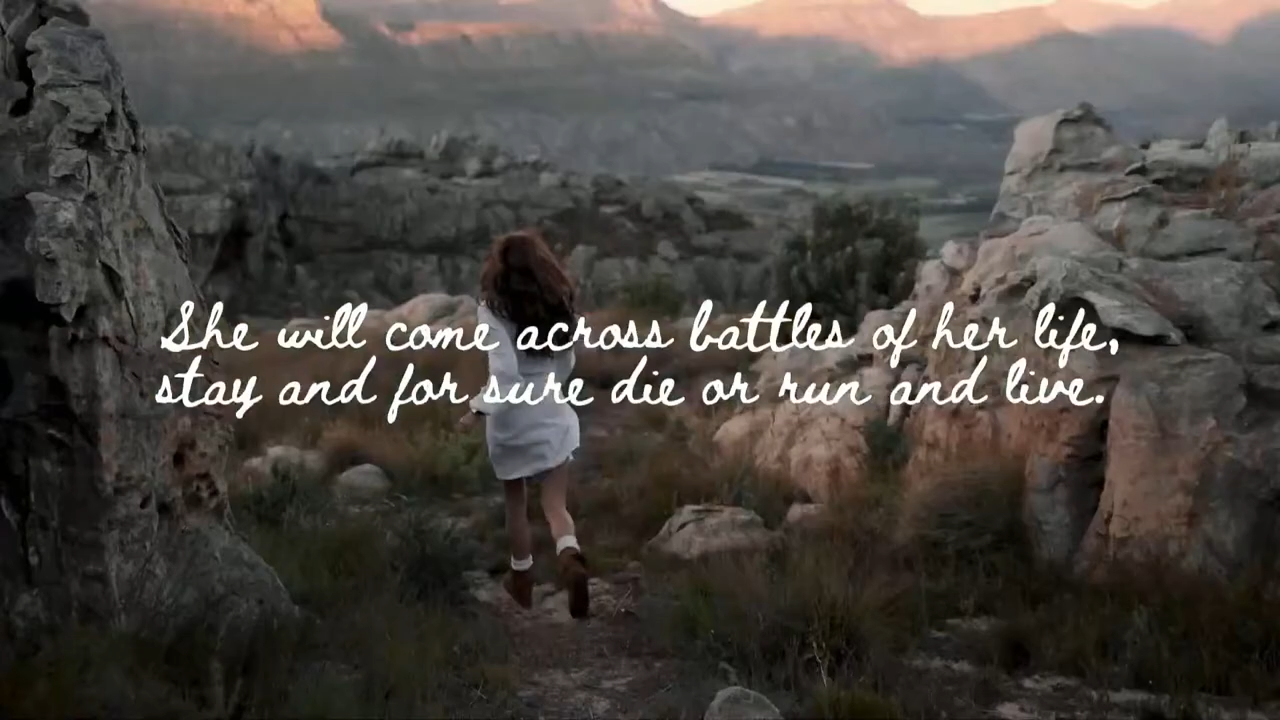 She will come across battles of her life,
stay and for sure die or run and live.